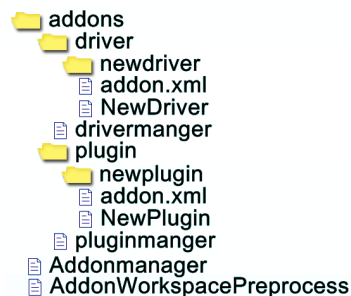 addons
driver
newdriver
addon.xml
NewDriver
drivermanger
plugin
newplugin
addon.xml
NewPlugin
pluginmanger
Addonmanager
AddonWorkspacePreprocess